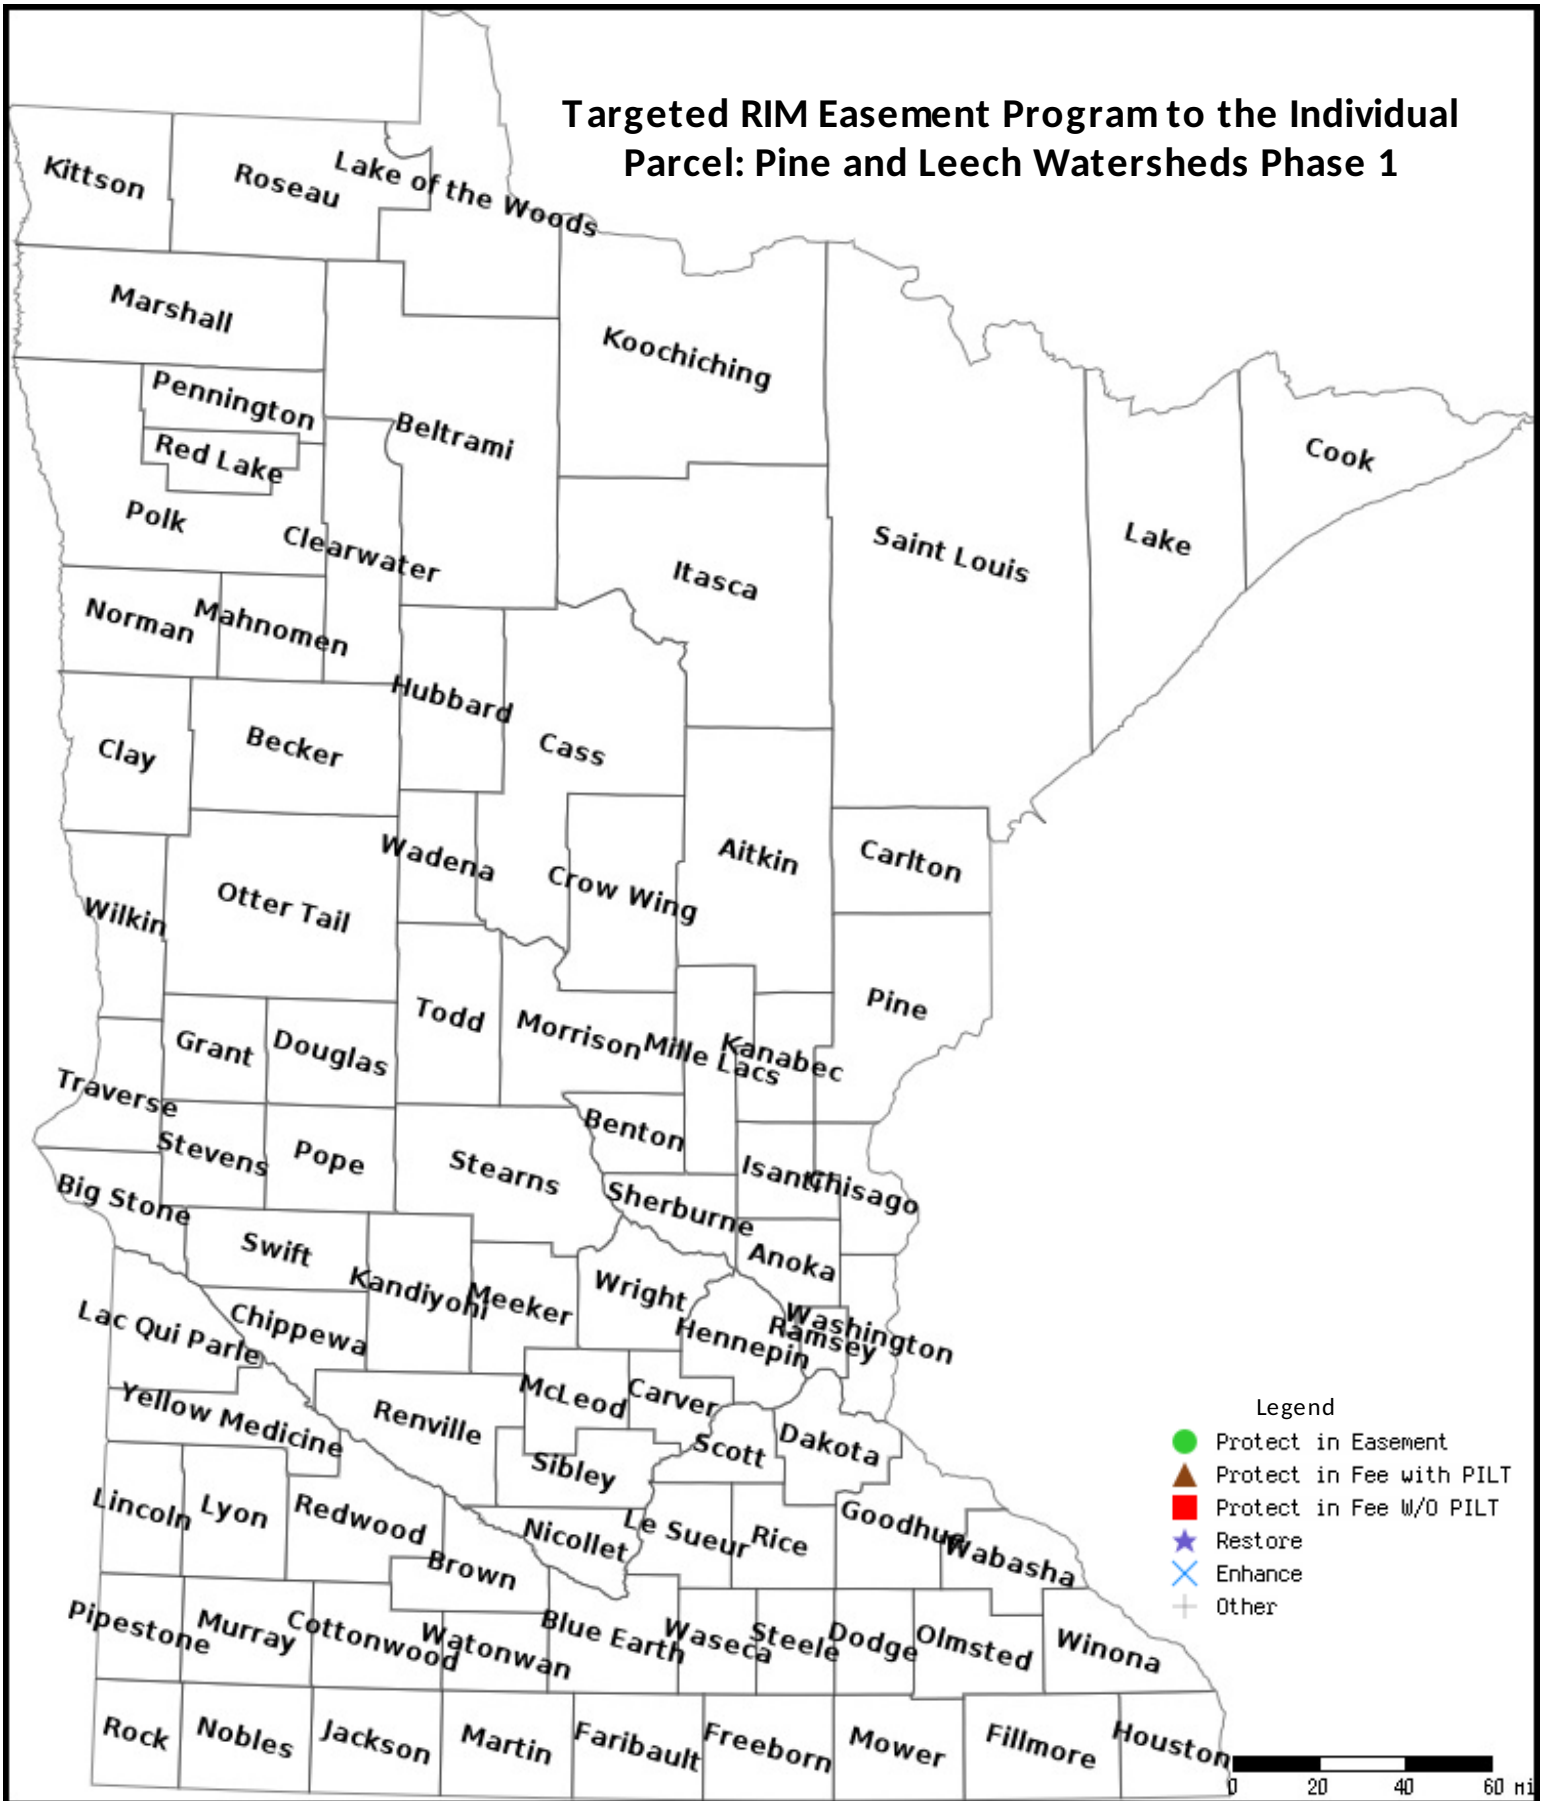 Targeted RIM Easement Program to the Individual
Parcel: Pine and Leech Watersheds Phase 1
Kittson
Roseau
Lake of the Woods
Marshall
Koochiching
Pennington
Beltrami
Red Lake
Cook
Polk
Clearwater
Saint Louis
Lake
Itasca
Norman
Mahnomen
Hubbard
Clay
Becker
Cass
Wadena
Aitkin
Carlton
Crow Wing
Otter Tail
Wilkin
Todd
Morrison
Mille Lacs
Kanabec
Pine
Grant
Douglas
Traverse
Stevens
Pope
Stearns
Benton
Isanti
Chisago
Big Stone
Sherburne
Swift
Anoka
Kandiyohi
Meeker
Wright
Lac Qui Parle
Chippewa
Hennepin
Ramsey
Washington
Yellow Medicine
Renville
McLeod
Carver
Scott
Dakota
Sibley
Lincoln
Lyon
Redwood
Nicollet
Le Sueur
Rice
Goodhue
Wabasha
Brown
Pipestone
Murray
Cottonwood
Watonwan
Blue Earth
Waseca
Steele
Dodge
Olmsted
Winona
Rock
Nobles
Jackson
Martin
Faribault
Freeborn
Mower
Fillmore
Houston
Legend
Protect in Easement
Protect in Fee with PILT
Protect in Fee W/O PILT
Restore
Enhance
Other
0 20 40 60 mi